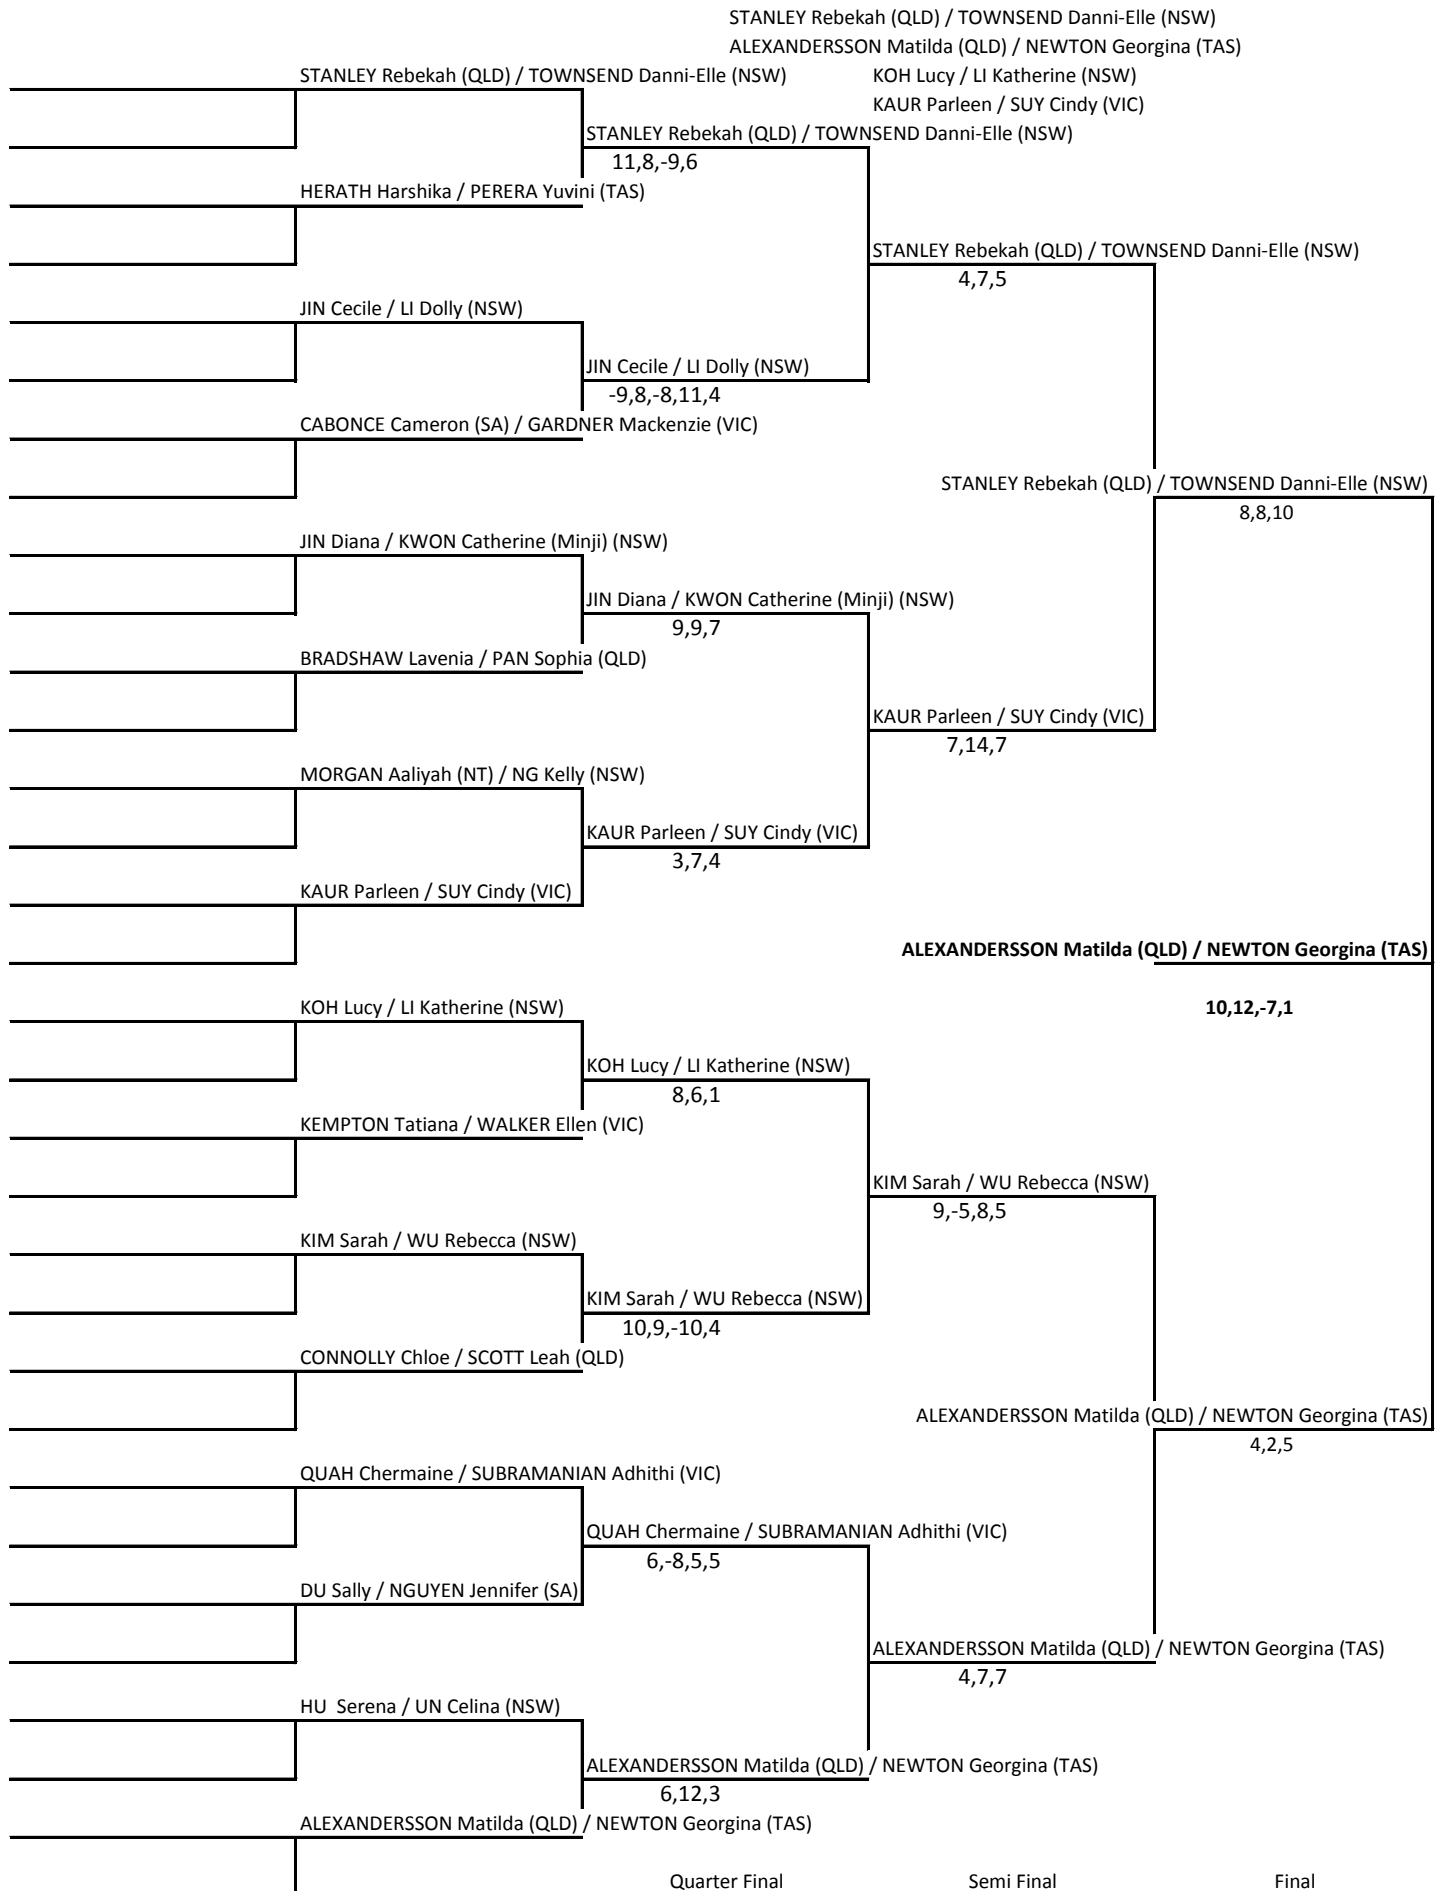 STANLEY Rebekah (QLD) / TOWNSEND Danni-Elle (NSW)
ALEXANDERSSON Matilda (QLD) / NEWTON Georgina (TAS)
STANLEY Rebekah (QLD) / TOWNSEND Danni-Elle (NSW)
KOH Lucy / LI Katherine (NSW)
KAUR Parleen / SUY Cindy (VIC)
STANLEY Rebekah (QLD) / TOWNSEND Danni-Elle (NSW)
11,8,-9,6
HERATH Harshika / PERERA Yuvini (TAS)
STANLEY Rebekah (QLD) / TOWNSEND Danni-Elle (NSW)
4,7,5
JIN Cecile / LI Dolly (NSW)
JIN Cecile / LI Dolly (NSW)
-9,8,-8,11,4
CABONCE Cameron (SA) / GARDNER Mackenzie (VIC)
STANLEY Rebekah (QLD) / TOWNSEND Danni-Elle (NSW)
8,8,10
JIN Diana / KWON Catherine (Minji) (NSW)
JIN Diana / KWON Catherine (Minji) (NSW)
9,9,7
BRADSHAW Lavenia / PAN Sophia (QLD)
KAUR Parleen / SUY Cindy (VIC)
7,14,7
MORGAN Aaliyah (NT) / NG Kelly (NSW)
KAUR Parleen / SUY Cindy (VIC)
3,7,4
KAUR Parleen / SUY Cindy (VIC)
ALEXANDERSSON Matilda (QLD) / NEWTON Georgina (TAS)
KOH Lucy / LI Katherine (NSW)
10,12,-7,1
KOH Lucy / LI Katherine (NSW)
8,6,1
KEMPTON Tatiana / WALKER Ellen (VIC)
KIM Sarah / WU Rebecca (NSW)
9,-5,8,5
KIM Sarah / WU Rebecca (NSW)
KIM Sarah / WU Rebecca (NSW)
10,9,-10,4
CONNOLLY Chloe / SCOTT Leah (QLD)
ALEXANDERSSON Matilda (QLD) / NEWTON Georgina (TAS)
4,2,5
QUAH Chermaine / SUBRAMANIAN Adhithi (VIC)
QUAH Chermaine / SUBRAMANIAN Adhithi (VIC)
6,-8,5,5
DU Sally / NGUYEN Jennifer (SA)
ALEXANDERSSON Matilda (QLD) / NEWTON Georgina (TAS)
4,7,7
HU  Serena / UN Celina (NSW)
ALEXANDERSSON Matilda (QLD) / NEWTON Georgina (TAS)
6,12,3
ALEXANDERSSON Matilda (QLD) / NEWTON Georgina (TAS)
Quarter Final
Semi Final
Final